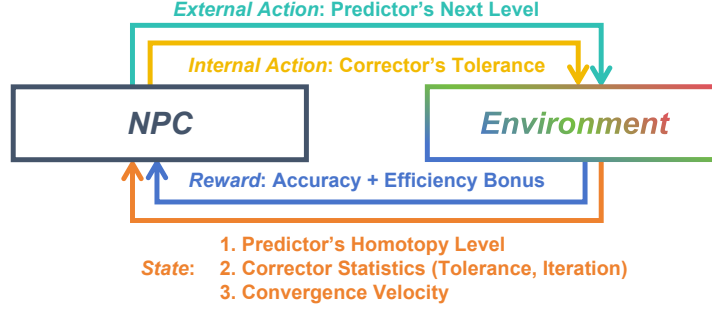 External Action: Predictor's Next Level
Internal Action: Corrector's Tolerance
NPC
Environment
Reward: Accuracy + Efficiency Bonus
1. Predictor's Homotopy Level
State: 2. Corrector Statistics (Tolerance, Iteration)
3. Convergence Velocity